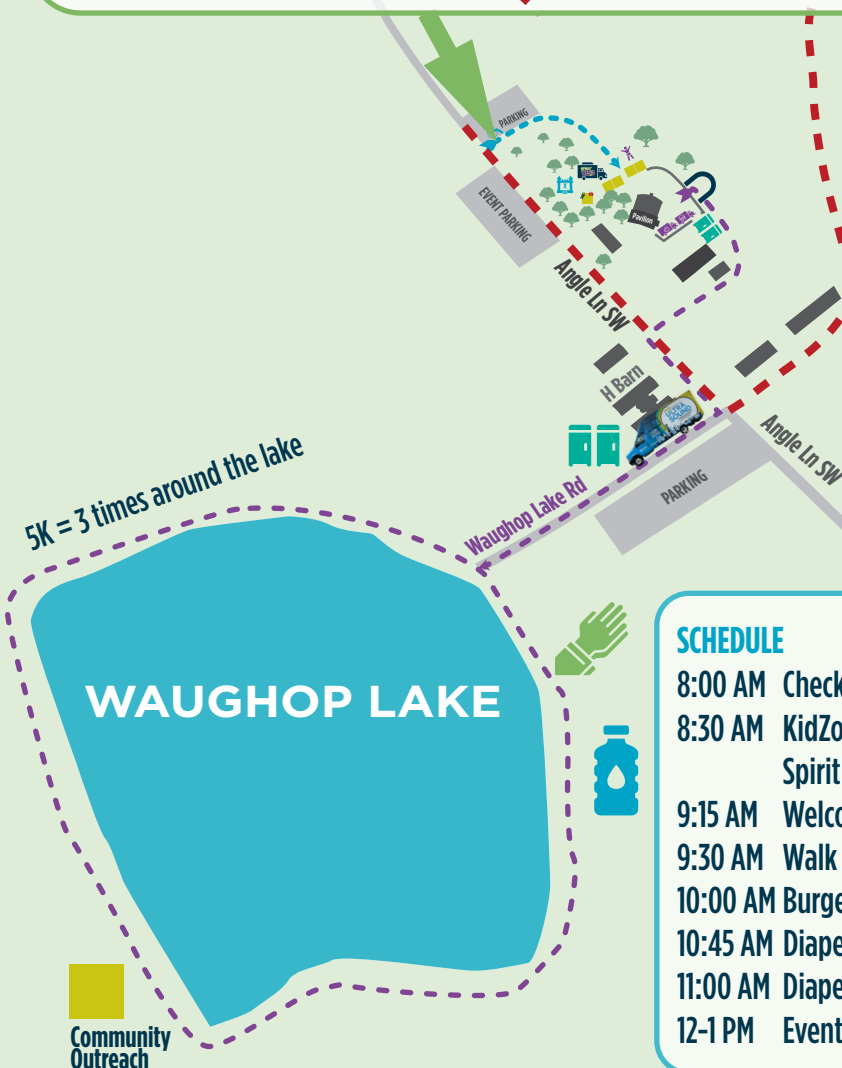 PARKING
EVENT PARKING
Pavilion
Angle Ln SW
H Barn
ULTRA
SOUND
Angle Ln SW
PARKING
Waughop Lake Rd
5K = 3 times around the lake
WAUGHOP LAKE
SCHEDULE
8:00 AM Check
8:30 AM KidZo
Spirit
9:15 AM Welco
9:30 AM Walk
10:00 AM Burge
10:45 AM Diape
11:00 AM Diape
12-1 PM Event
Community
Outreach